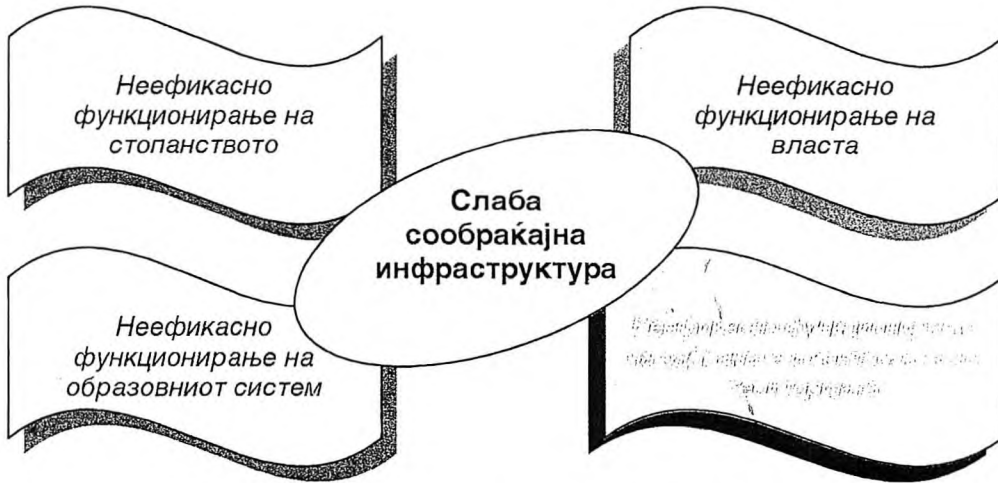 Неефикасно
функционирање на
стопанството
Неефикасно
функционирање на
власта
Слаба
сообраќајна
инфраструктура
Неефикасно
функционирање на
образовниот систем